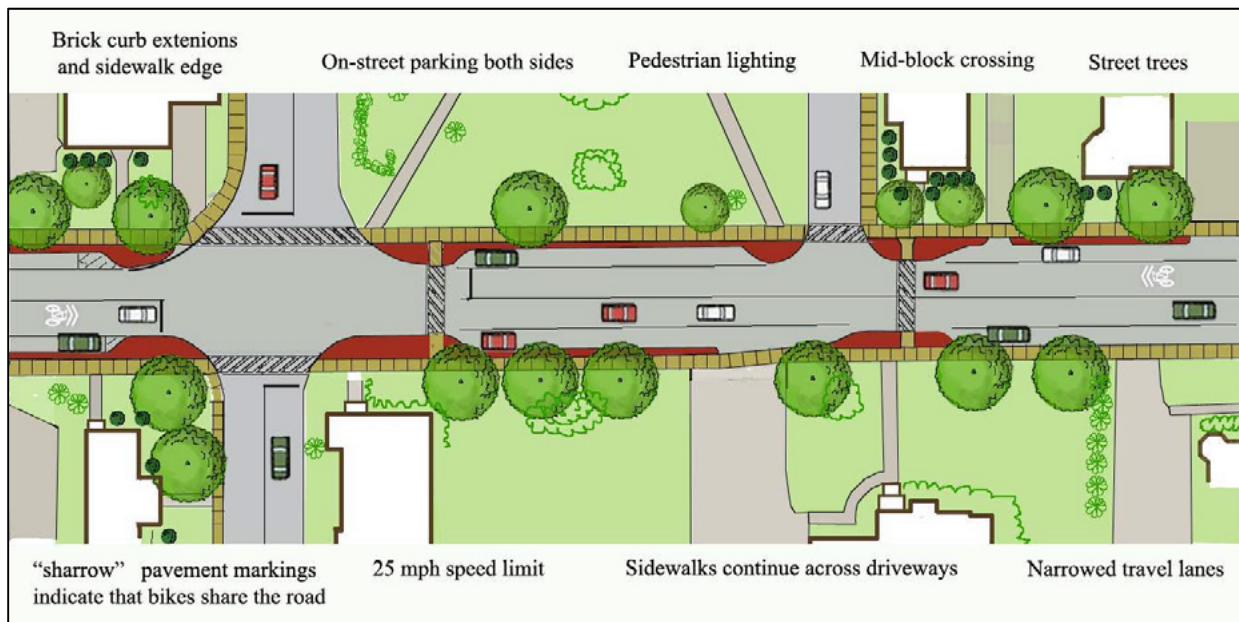 Brick curb extenions
and sidewalk edge
On-street parking both sides
Pedestrian lighting
Mid-block crossing
Street trees
“sharrow” pavement markings
indicate that bikes share the road
25 mph speed limit
Sidewalks continue across driveways
Narrowed travel lanes